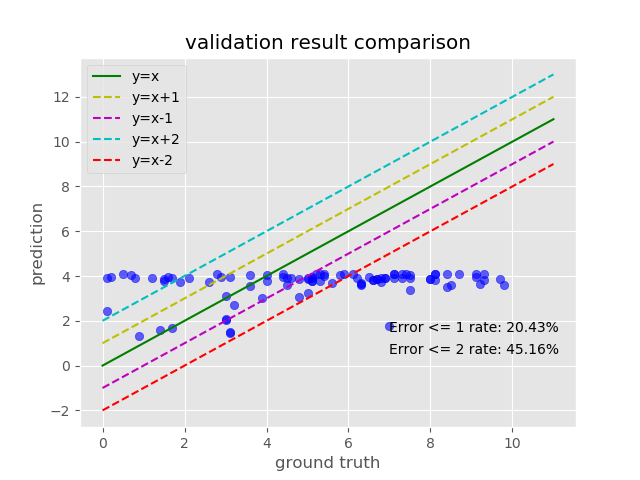 validation result comparison
y=x
y=x+1
y=x-1
y=x+2
y=x-2
12
10
8
6
4
2
0
−2
prediction
Error <= 1 rate: 20.43%
Error <= 2 rate: 45.16%
0 2 4 6 8 10
ground truth